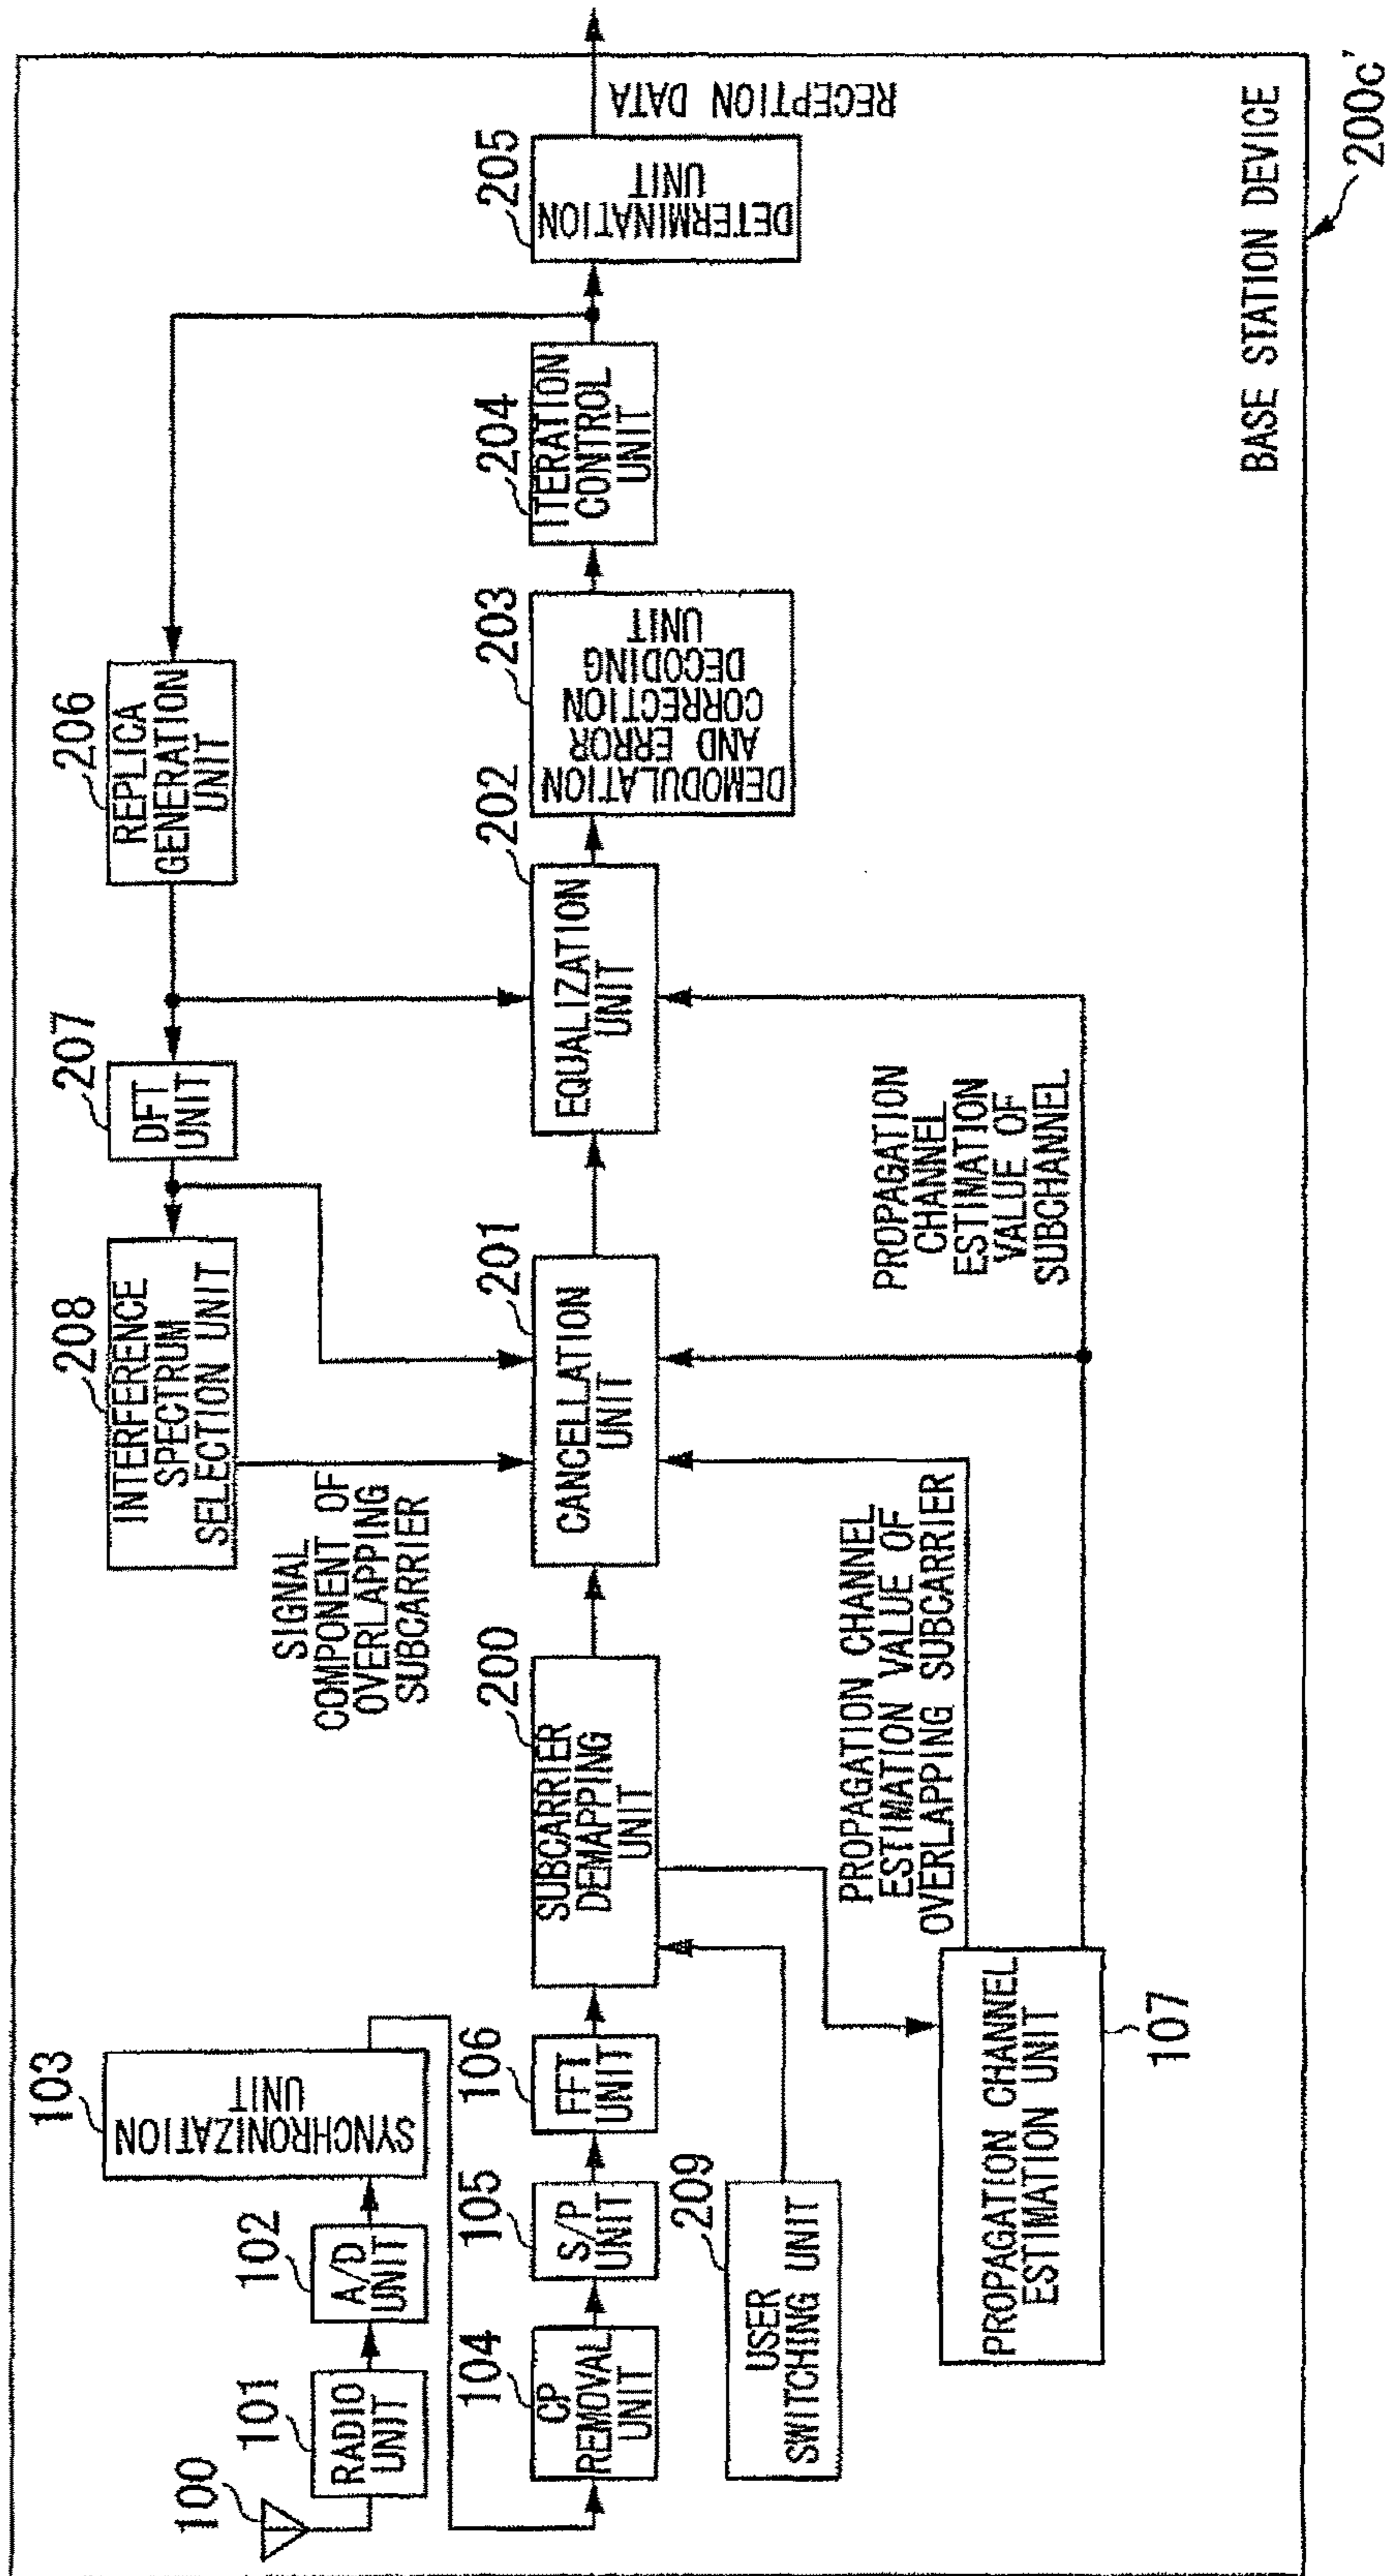 100
101
RADIO
UNIT
102
A/D
UNIT
103
SYNCHRONIZATION
UNIT
104
CP
REMOVAL
UNIT
105
S/P
UNIT
106
FFT
UNIT
209
USER
SWITCHING UNIT
200
SUBCARRIER
DEMAPPING
UNIT
PROPAGATION CHANNEL
ESTIMATION UNIT
107
PROPAGATION CHANNEL
ESTIMATION VALUE OF
OVERLAPPING SUBCARRIER
SIGNAL
COMPONENT OF
OVERLAPPING
SUBCARRIER
208
INTERFERENCE
SPECTRUM
SELECTION UNIT
201
CANCELLATION
UNIT
207
DFT
UNIT
PROPAGATION
CHANNEL
ESTIMATION
VALUE OF
SUBCHANNEL
202
EQUALIZATION
UNIT
206
REPLICA
GENERATION
UNIT
203
DEMODULATION
AND ERROR
CORRECTION
DECODING
UNIT
204
ITERATION
CONTROL
UNIT
205
DETERMINATION
UNIT
RECEPTION DATA
BASE STATION DEVICE
200c'